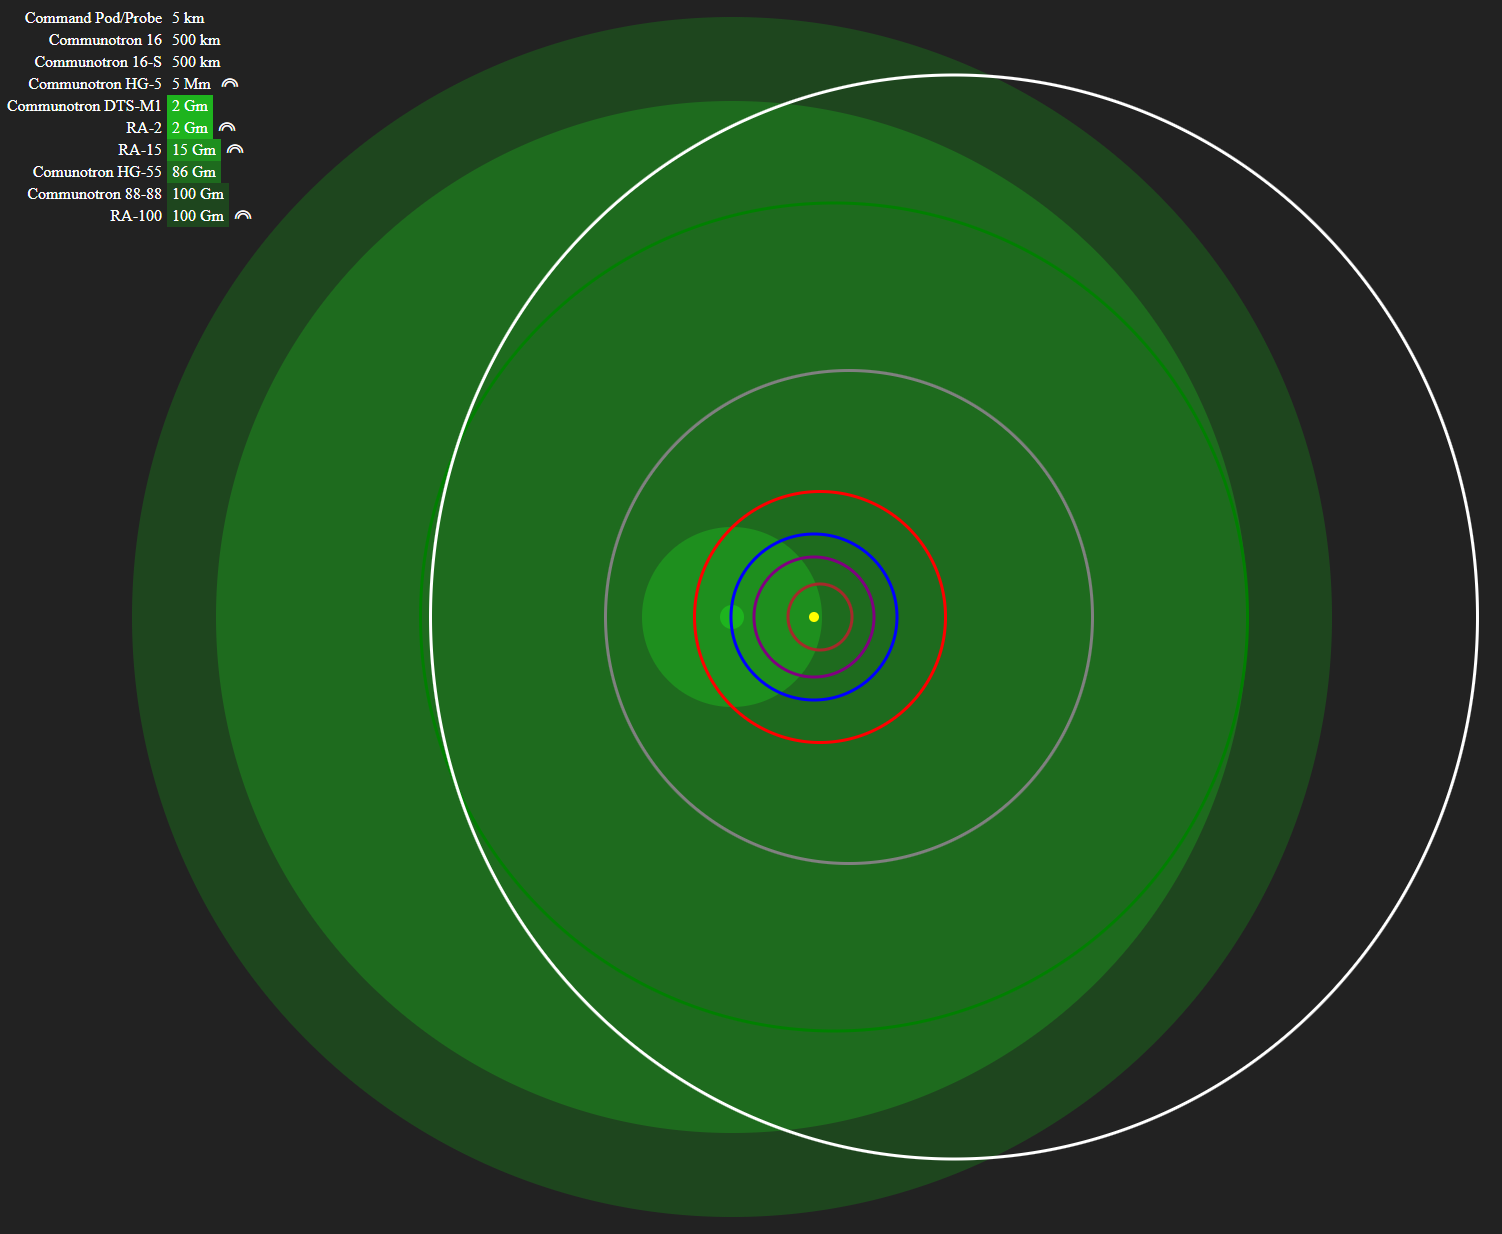 Command Pod/Probe 5 km
Communotron 16 500 km
Communotron 16-S 500 km
Communotron HG-5 5 Mm
Communotron DTS-M1 2 Gm
RA-2 2 Gm
RA-15 15 Gm
Comunotron HG-55 86 Gm
Communotron 88-88 100 Gm
RA-100 100 Gm